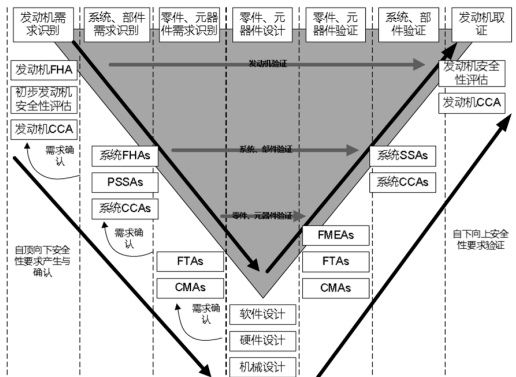 发动机需
求识别
系统、部件
需求识别
零件、元器
件需求识别
零件、元
器件设计
零件、元
器件验证
系统、部
件验证
发动机取
证
发动机FHA
初步发动机
安全性评估
发动机CCA
发动机验证
发动机安全
性评估
发动机CCA
需求确
认
系统FHAs
PSSAs
系统CCAs
系统、部件验证
系统SSAs
系统CCAs
零件、元器件验证
需求确
认
自顶向下安全
性要求产生与
确认
FTAs
CMAs
FMEAs
FTAs
CMAs
自下向上安全
性要求验证
需求确
认
软件设计
硬件设计
机械设计